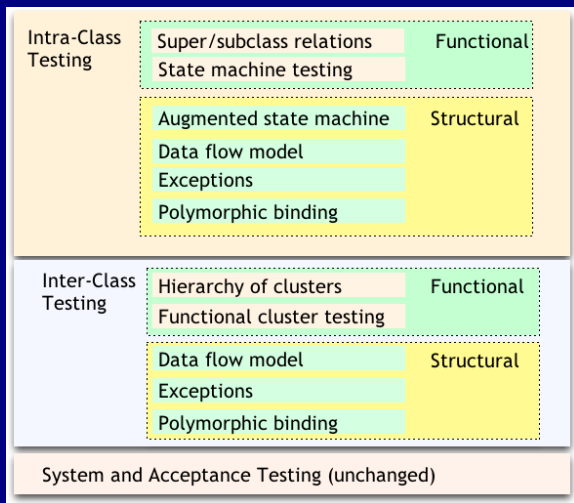 Intra-Class
Testing
Super/subclass relations
Functional
State machine testing
Augmented state machine
Structural
Data flow model
Exceptions
Polymorphic binding
Inter-Class
Testing
Hierarchy of clusters
Functional
Functional cluster testing
Data flow model
Structural
Exceptions
Polymorphic binding
System and Acceptance Testing (unchanged)